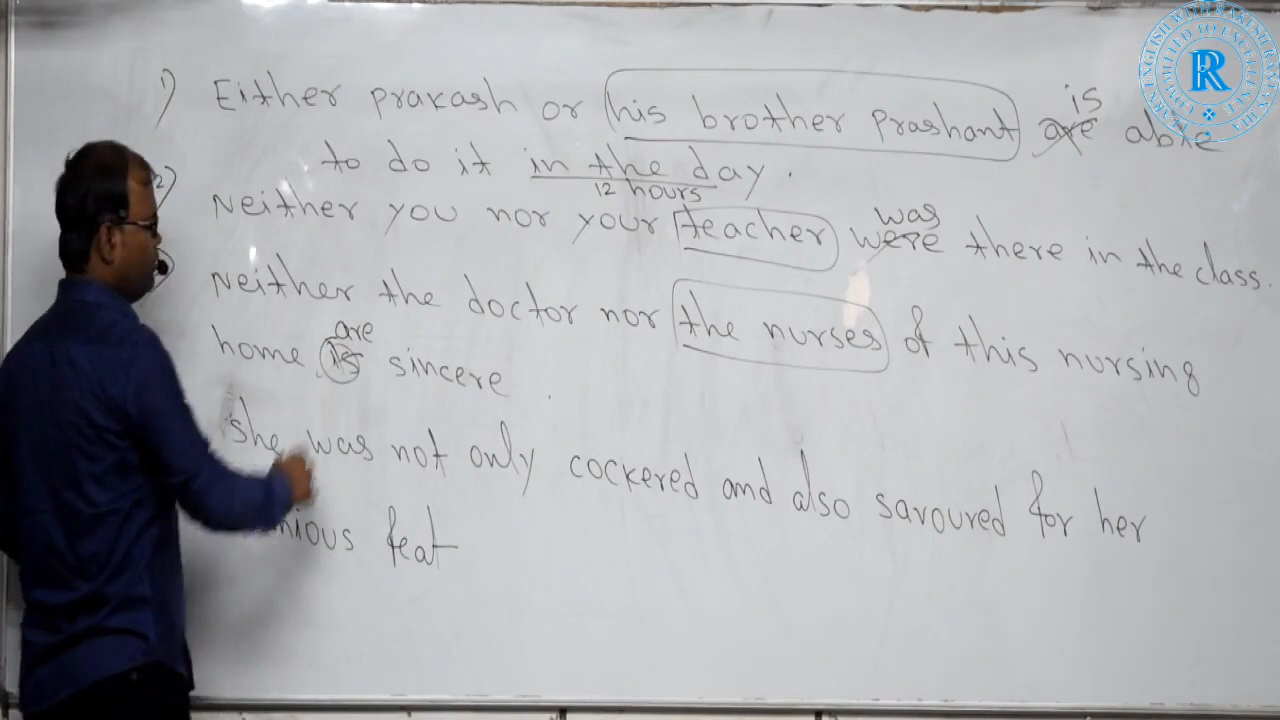 1) Either prakash or his brother prashant are able
is
to do it in the day.
12 hours
2) Neither you nor your teacher were there in the class.
was
Neither the doctor nor the nurses of this nursing
home is sincere.
are
She was not only cockered and also savoured for her
feat